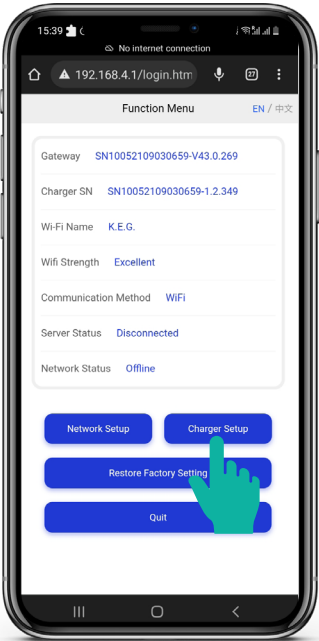 15:39
No internet connection
192.168.4.1/login.htm
27
Function Menu
EN / 中文
Gateway SN10052109030659-V43.0.269
Charger SN SN10052109030659-1.2.349
Wi-Fi Name K.E.G.
Wifi Strength Excellent
Communication Method WiFi
Server Status Disconnected
Network Status Offline
Network Setup
Charger Setup
Restore Factory Setting
Quit